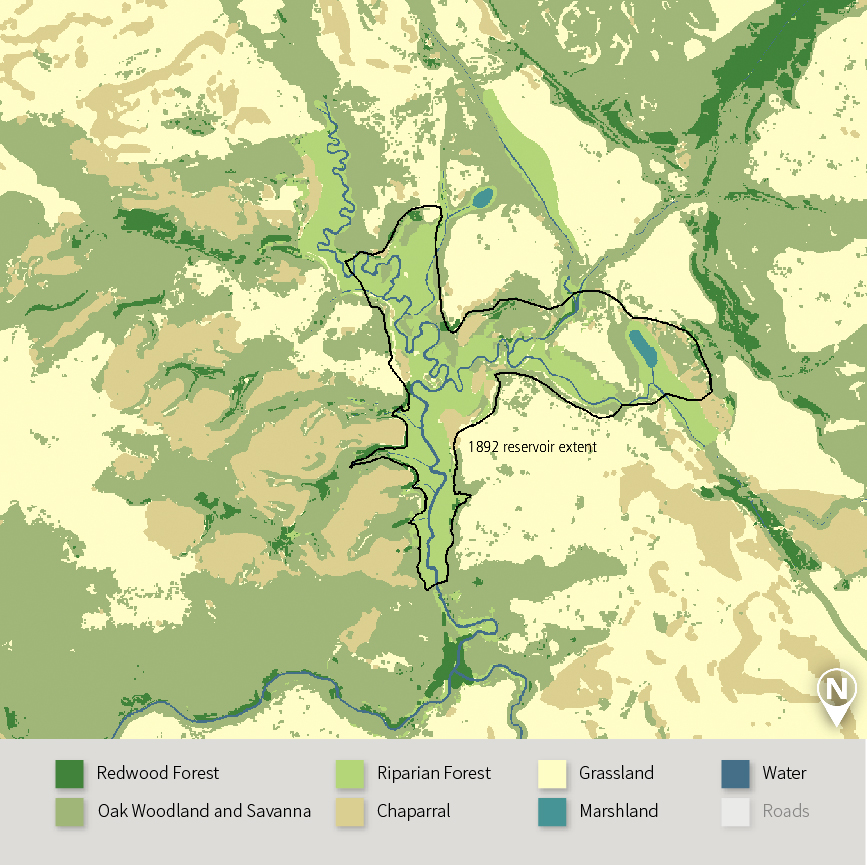 1892 reservoir extent
N
Redwood Forest
Riparian Forest
Grassland
Water
Oak Woodland and Savanna
Chaparral
Marshland
Roads